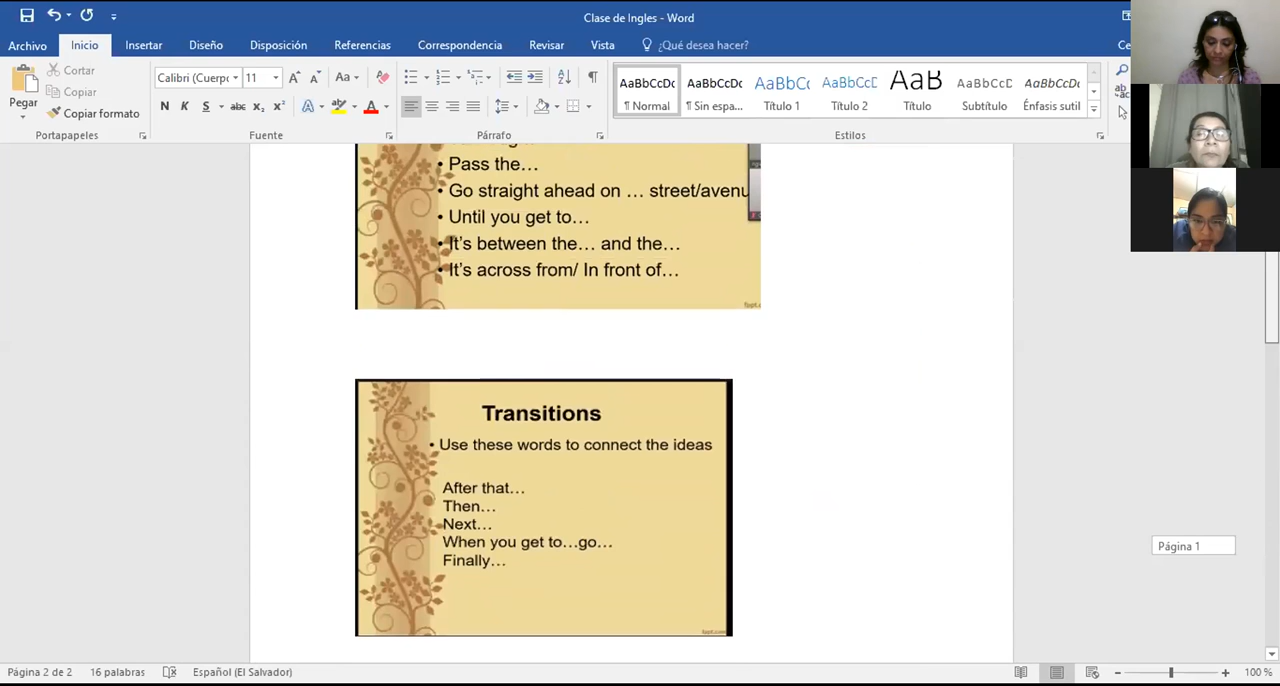 Clase de Ingles - Word
Archivo Inicio Insertar Diseño Disposición Referencias Correspondencia Revisar Vista ¿Qué desea hacer?
Pegar
Cortar
Copiar
Copiar formato
Portapapeles
Calibri (Cuerpo 11
Fuente
Párrafo
AaBbCcDc AaBbCcDc AaBbCcD AaBbCcD AaB AaBbCcD AaBbCcDc
¶ Normal ¶ Sin espa... Título 1 Título 2 Título Subtítulo Énfasis sutil
Estilos
• Pass the…
• Go straight ahead on … street/avenu
• Until you get to…
• It's between the… and the…
• It's across from/ In front of…
Transitions
• Use these words to connect the ideas
After that…
Then…
Next…
When you get to…go…
Finally…
fppt.com
Página 1
Página 2 de 2 16 palabras Español (El Salvador) 100 %